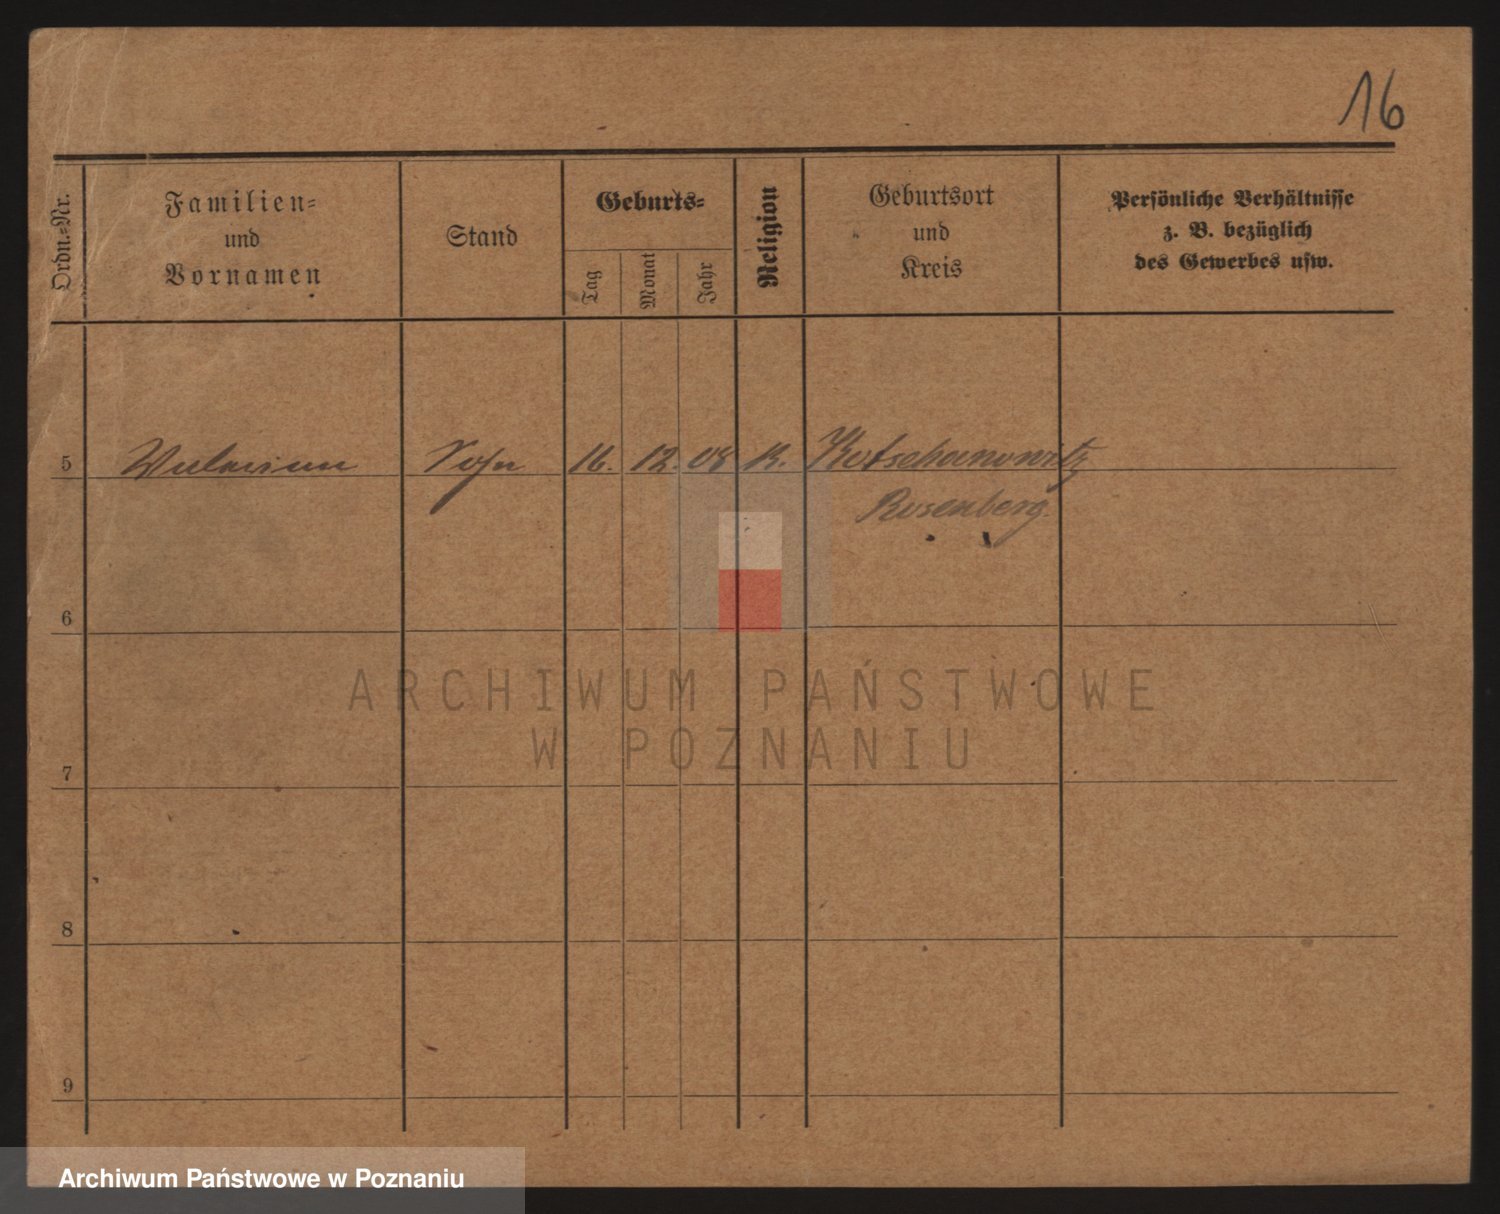 16
Ordn.-Nr.
Familien-
und
Vornamen
Stand
Geburts-
Tag
Monat
Jahr
Religion
Geburtsort
und
Kreis
Persönliche Verhältnisse
z. B. bezüglich
des Gewerbes usw.
5 Sohn 16. 12. 08 K. Kotschanowitz
Rosenberg.
6
7
8
9
ARCHIWUM PAŃSTWOWE
W POZNANIU
Archiwum Państwowe w Poznaniu